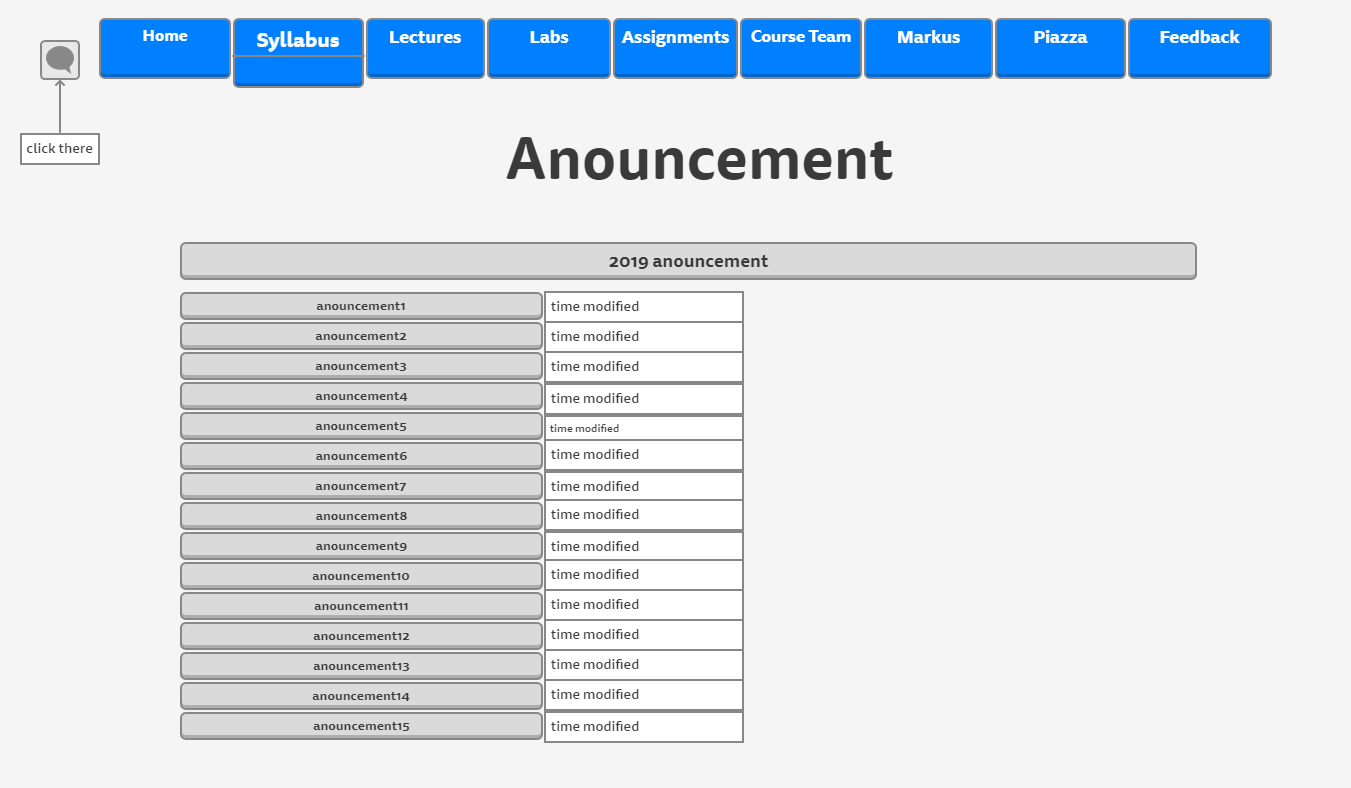 Home Syllabus Lectures Labs Assignments Course Team Markus Piazza Feedback
click there
Anouncement
2019 anouncement
anouncement1 time modified
anouncement2 time modified
anouncement3 time modified
anouncement4 time modified
anouncement5 time modified
anouncement6 time modified
anouncement7 time modified
anouncement8 time modified
anouncement9 time modified
anouncement10 time modified
anouncement11 time modified
anouncement12 time modified
anouncement13 time modified
anouncement14 time modified
anouncement15 time modified